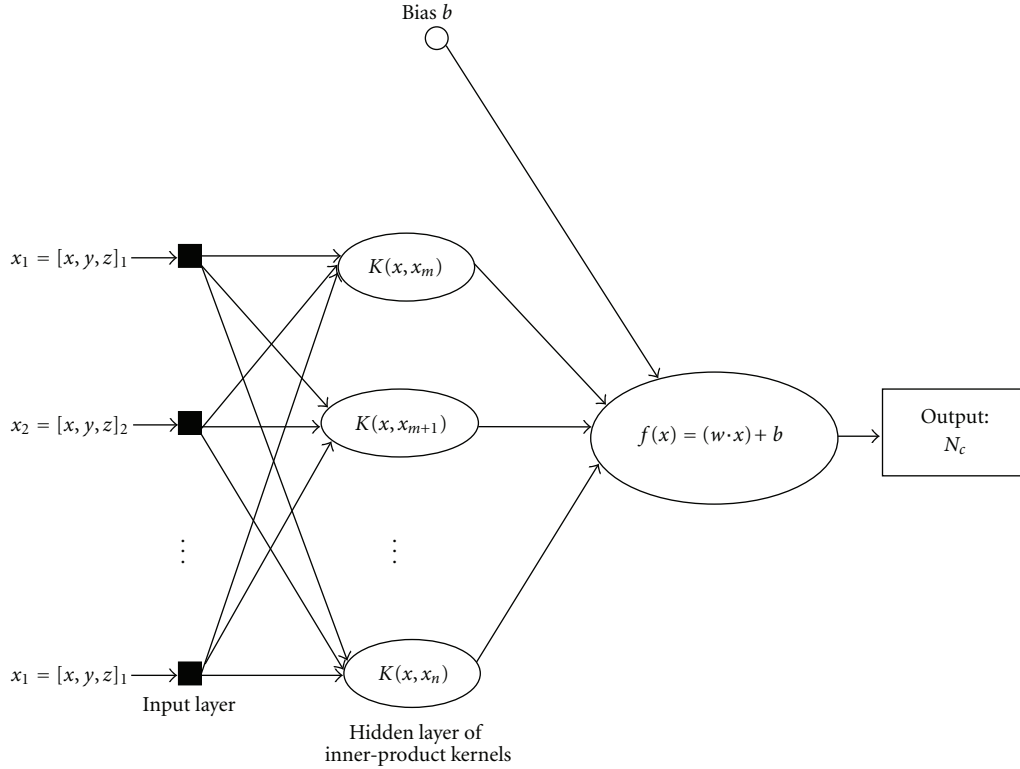 Bias b
x₁ = [x, y, z]₁
K(x, xₘ)
x₂ = [x, y, z]₂
K(x, xₘ₊₁)
f(x) = (w·x) + b
Output:
N_c
⋮
⋮
x₁ = [x, y, z]₁
K(x, xₙ)
Input layer
Hidden layer of
inner-product kernels